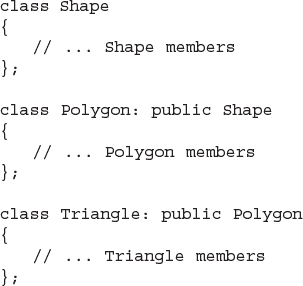 class Shape
{
// ... Shape members
};
class Polygon: public Shape
{
// ... Polygon members
};
class Triangle: public Polygon
{
// ... Triangle members
};